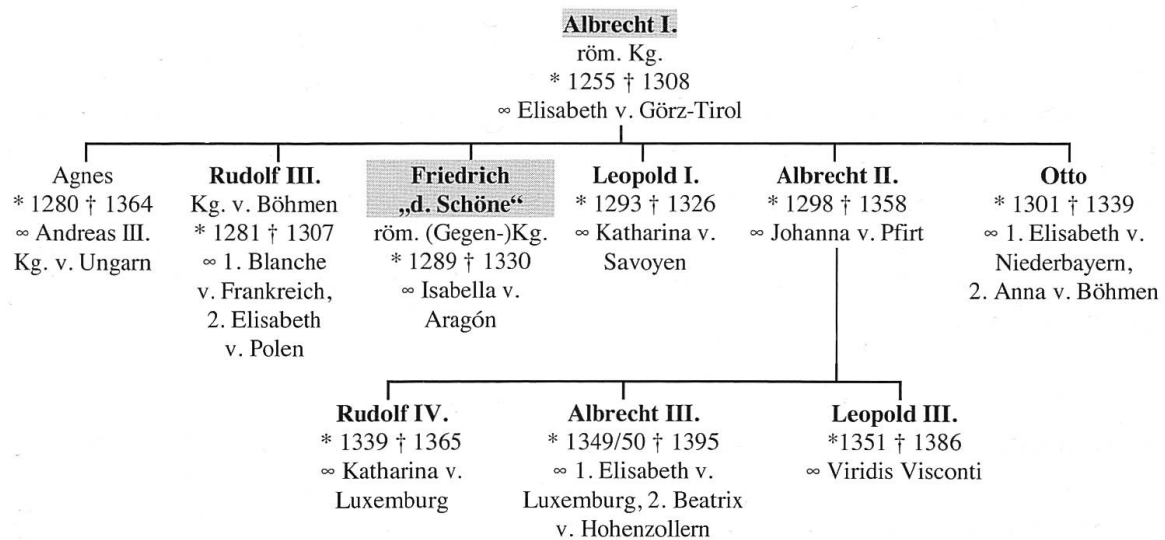 Albrecht I.
röm. Kg.
* 1255 † 1308
∞ Elisabeth v. Görz-Tirol
Agnes
* 1280 † 1364
∞ Andreas III.
Kg. v. Ungarn
Rudolf III.
Kg. v. Böhmen
* 1281 † 1307
∞ 1. Blanche
v. Frankreich,
2. Elisabeth
v. Polen
Friedrich
„d. Schöne“
röm. (Gegen-)Kg.
* 1289 † 1330
∞ Isabella v.
Aragón
Leopold I.
* 1293 † 1326
∞ Katharina v.
Savoyen
Albrecht II.
* 1298 † 1358
∞ Johanna v. Pfirt
Otto
* 1301 † 1339
∞ 1. Elisabeth v.
Niederbayern,
2. Anna v. Böhmen
Rudolf IV.
* 1339 † 1365
∞ Katharina v.
Luxemburg
Albrecht III.
* 1349/50 † 1395
∞ 1. Elisabeth v.
Luxemburg, 2. Beatrix
v. Hohenzollern
Leopold III.
*1351 † 1386
∞ Viridis Visconti